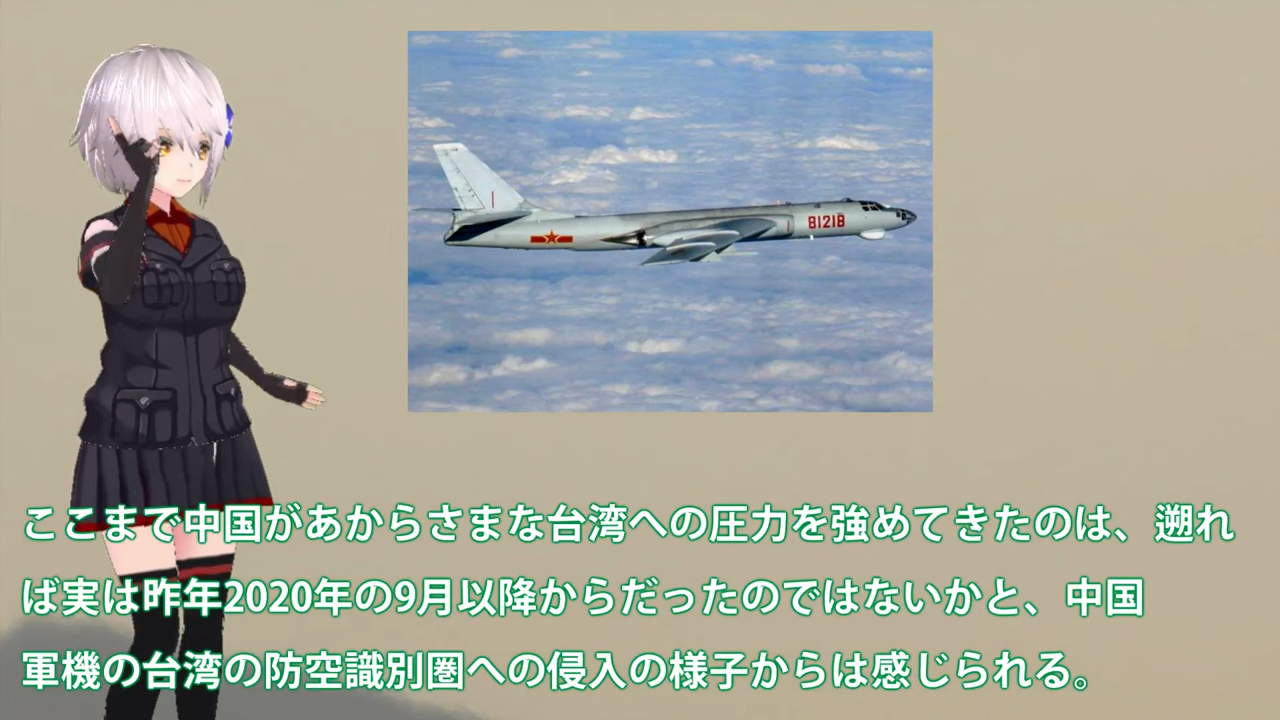 81218
ここまで中国があからさまな台湾への圧力を強めてきたのは、遡れ
ば実は昨年2020年の9月以降からだったのではないかと、中国
軍機の台湾の防空識別圏への侵入の様子からは感じられる。